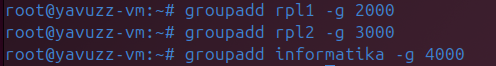 root@yavuzz-vm:~# groupadd rpl1 -g 2000
root@yavuzz-vm:~# groupadd rpl2 -g 3000
root@yavuzz-vm:~# groupadd informatika -g 4000